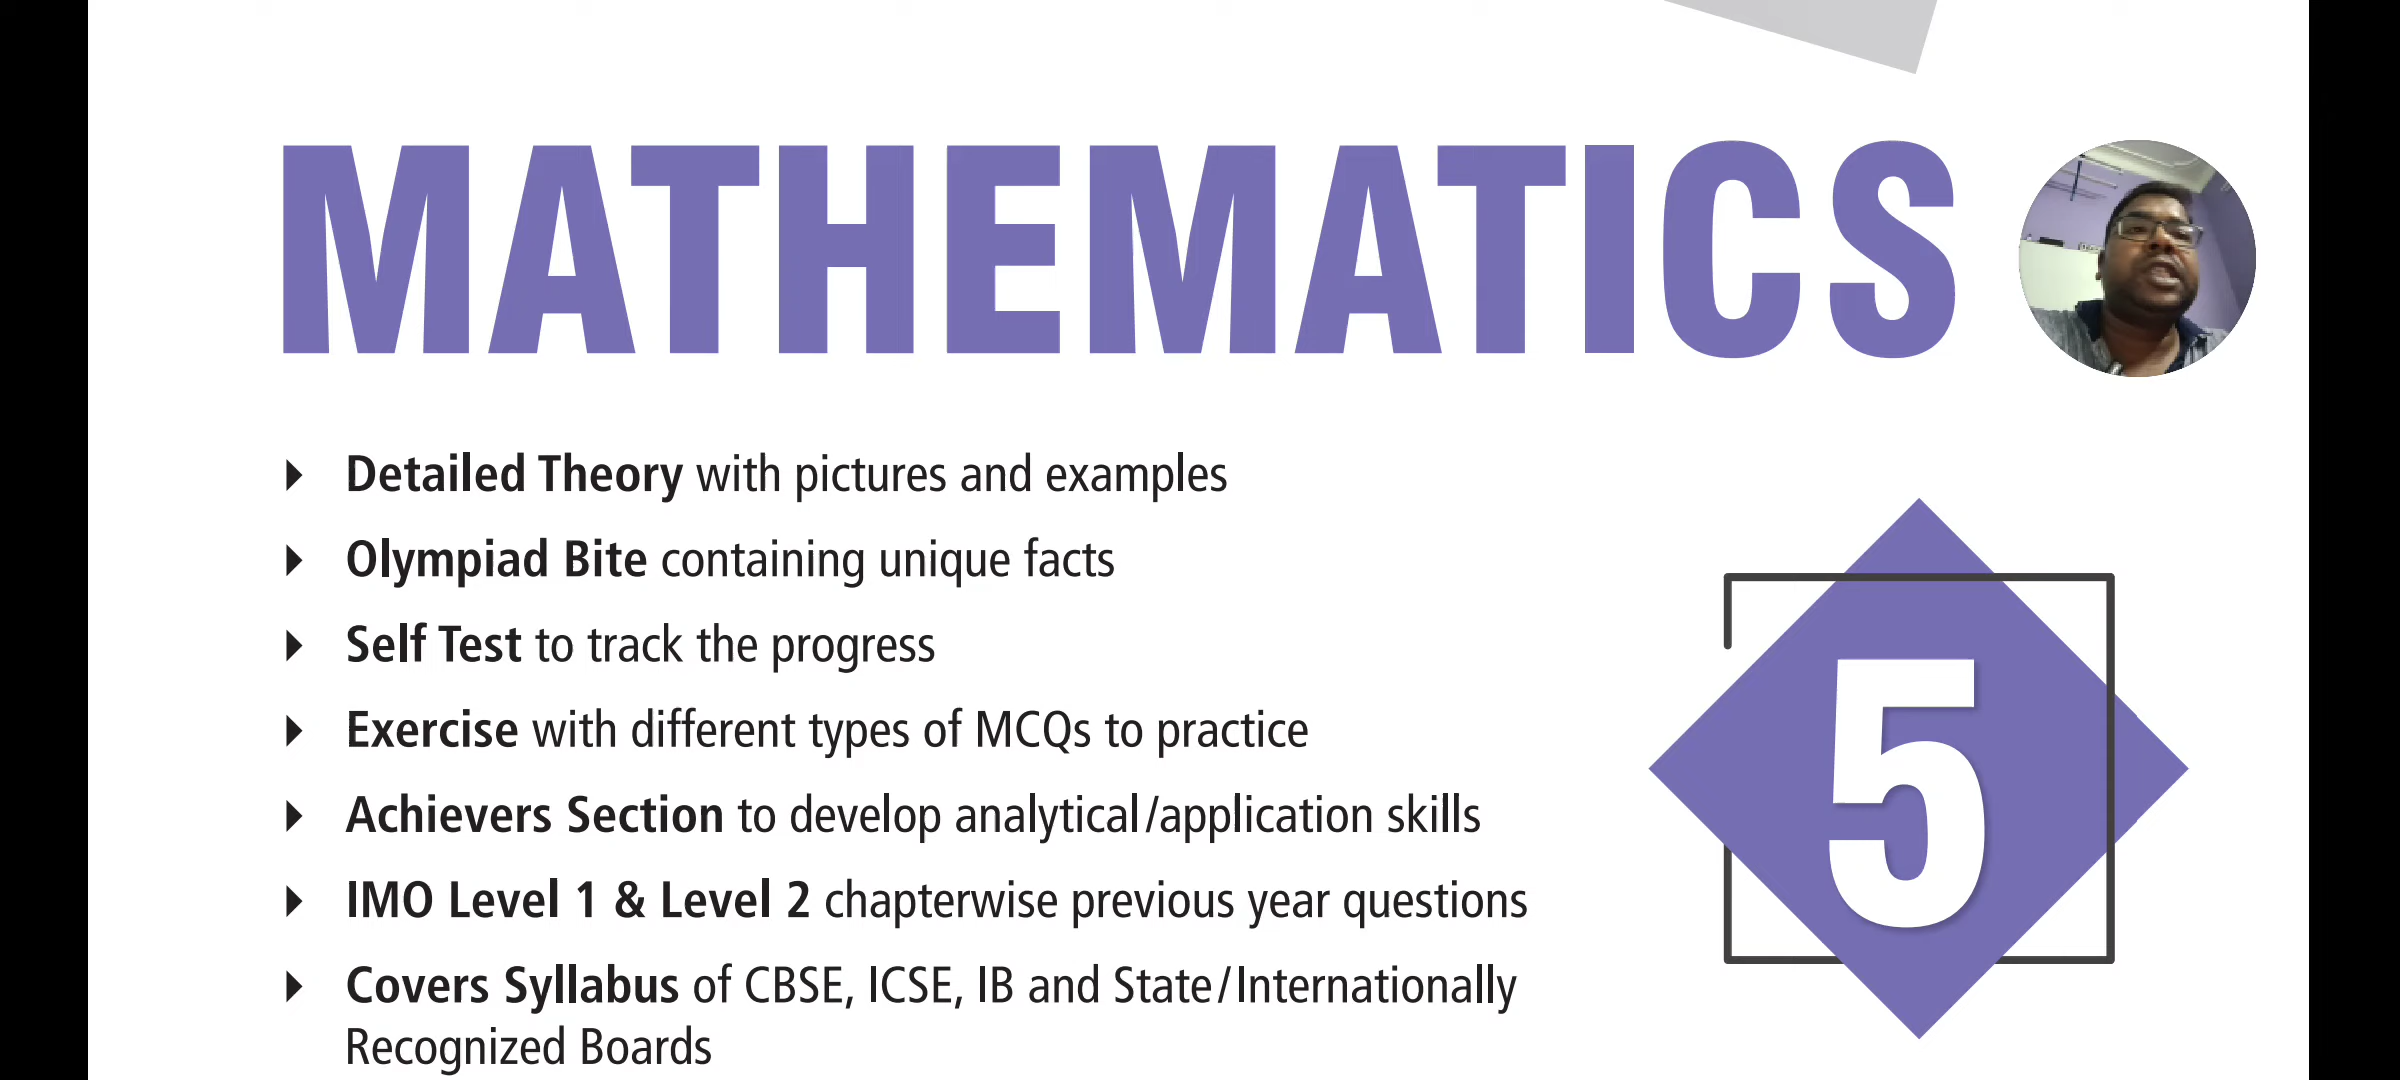 MATHEMATICS
Detailed Theory with pictures and examples
Olympiad Bite containing unique facts
Self Test to track the progress
Exercise with different types of MCQs to practice
Achievers Section to develop analytical/application skills
IMO Level 1 & Level 2 chapterwise previous year questions
Covers Syllabus of CBSE, ICSE, IB and State/Internationally
Recognized Boards
5